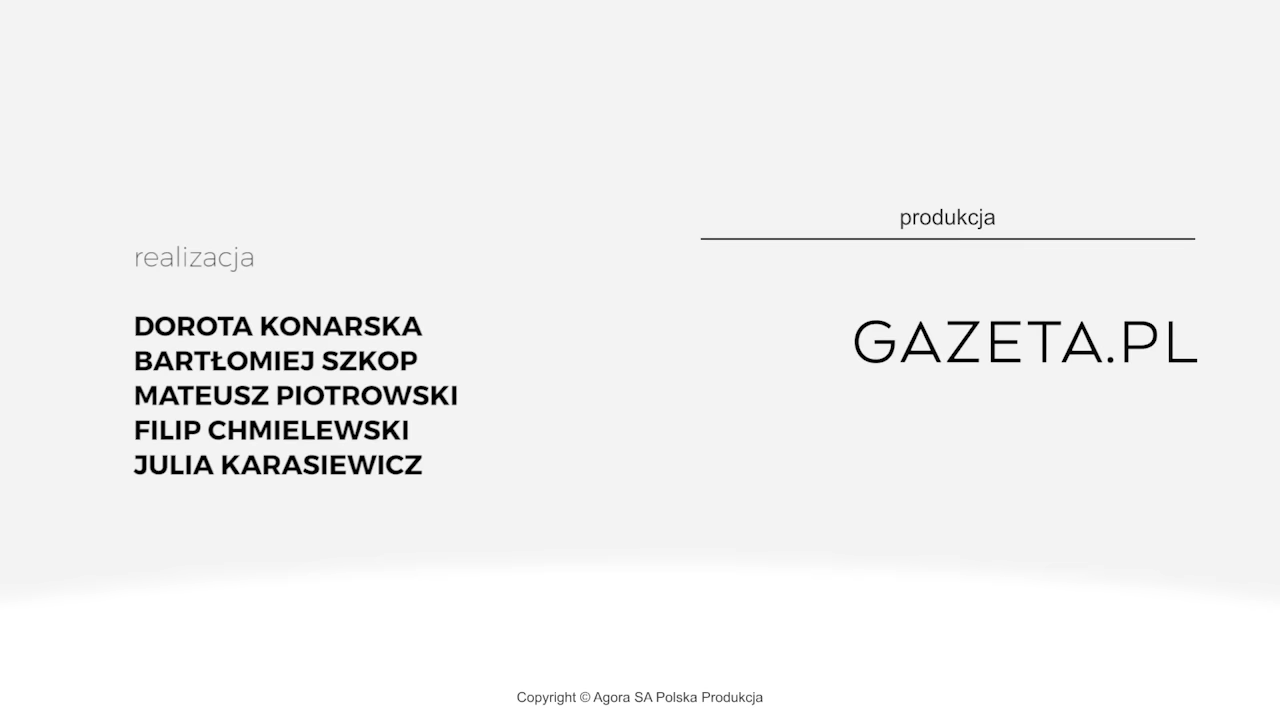 realizacja
DOROTA KONARSKA
BARTŁOMIEJ SZKOP
MATEUSZ PIOTROWSKI
FILIP CHMIELEWSKI
JULIA KARASIEWICZ
produkcja
GAZETA.PL
Copyright © Agora SA Polska Produkcja